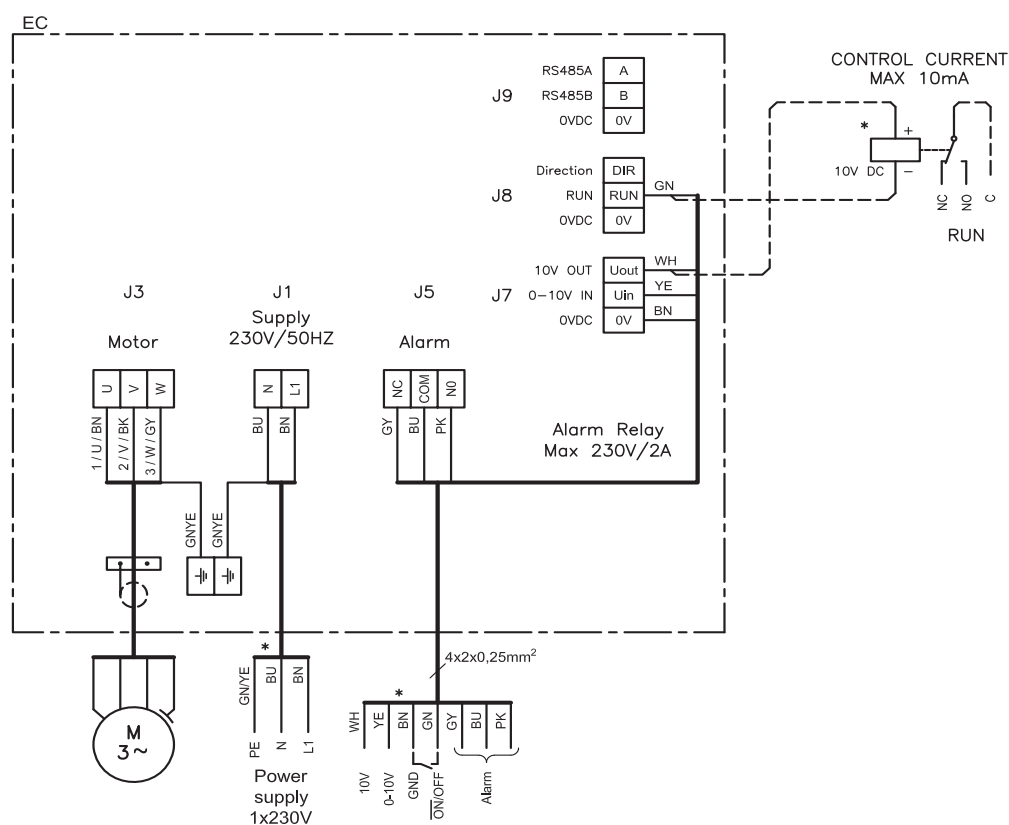 EC
CONTROL CURRENT
MAX 10mA
RS485A A
J9 RS485B B
0VDC 0V
* +
10V DC -
NC NO C
RUN
Direction DIR
J8 RUN RUN GN
0VDC 0V
10V OUT Uout WH
J7 0-10V IN Uin YE
0VDC 0V BN
J3 J1 J5
Supply
230V/50HZ
Motor Alarm
U V W
N L1
NC COM NO
1 / U / BN 2 / V / BK 3 / W / GY
BU BN
GY BU PK
Alarm Relay
Max 230V/2A
GNYE GNYE
4x2x0,25mm²
*
GN/YE BU BN
PE N L1
Power
supply
1x230V
*
WH YE BN GN GY BU PK
10V 0-10V GND ON/OFF Alarm
M
3~